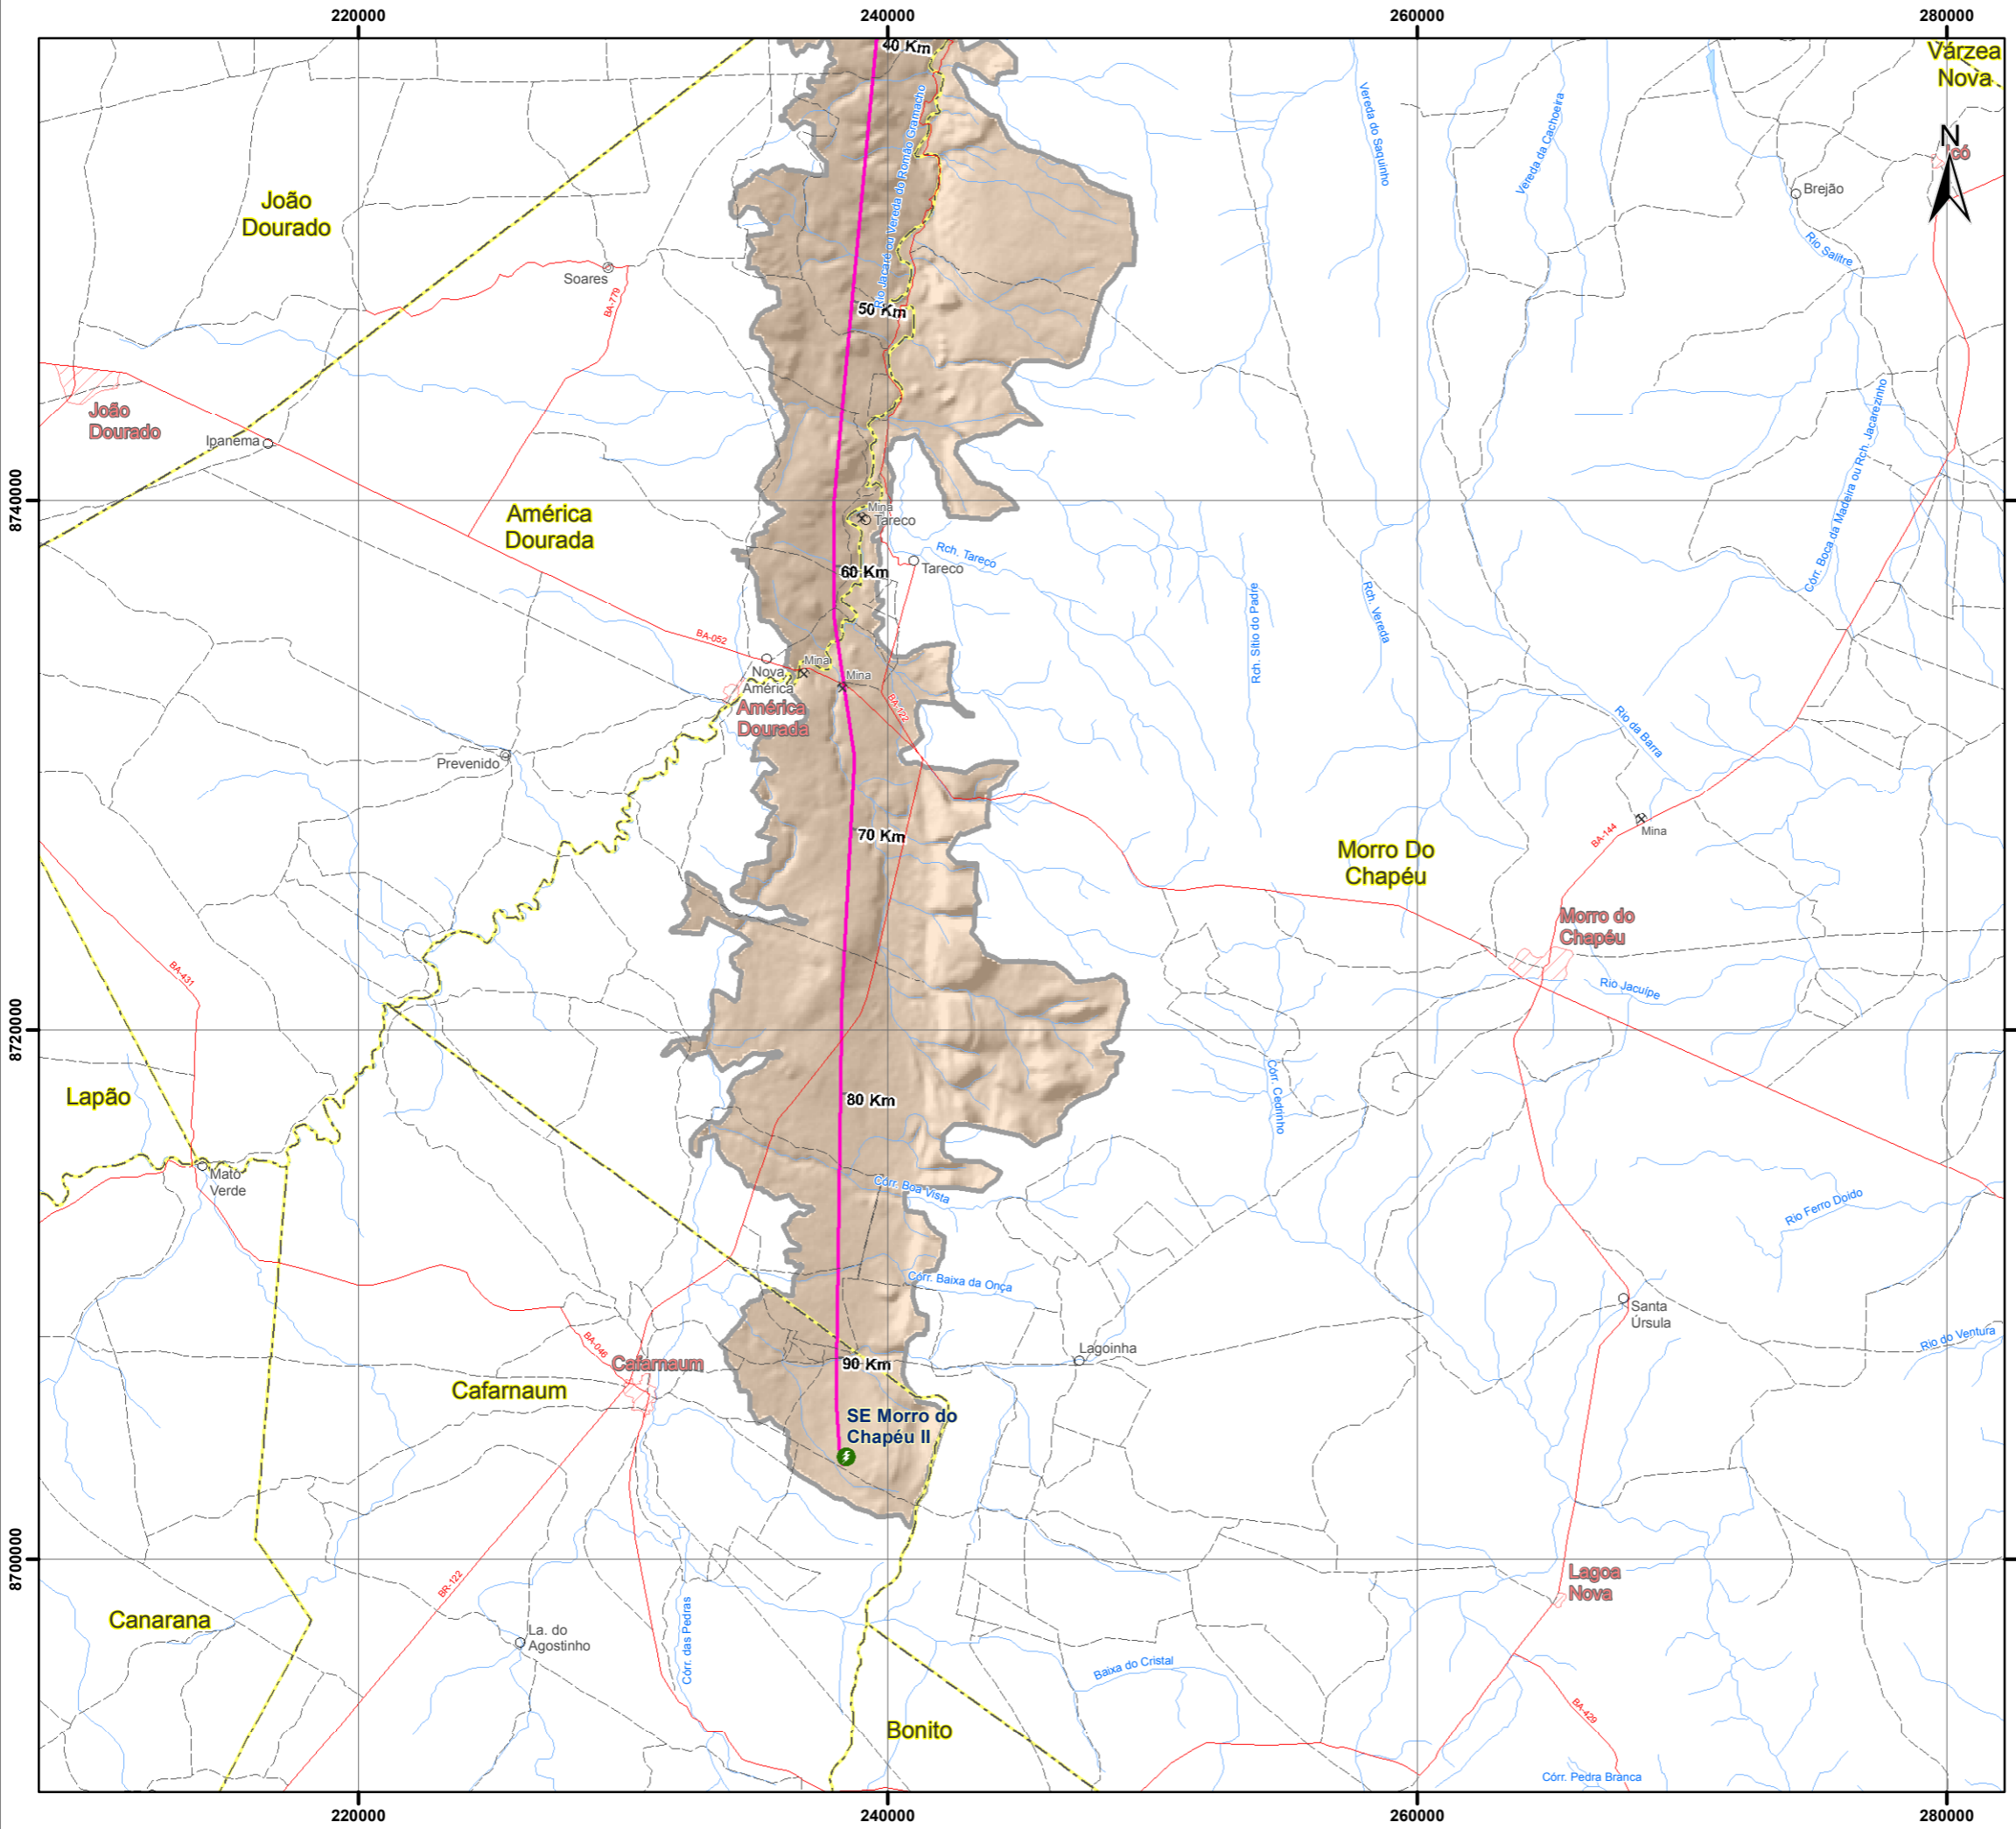 220000
240000
260000
280000
40 Km
Várzea
Nova
N
Icó
Brejão
Rio Salitre
Vereda do Saquinho
Vereda da Cachoeira
Rio Jacaré ou Vereda do Romão Gramacho
João
Dourado
Soares
BA-779
50 Km
João
Dourado
Ipanema
Córr. Boca da Madeira ou Rch. Jacarezinho
8740000
América
Dourada
Mina
Tareco
Rch. Tareco
Tareco
60 Km
Rch. Sítio do Padre
Rch. Vereda
BA-052
Nova
América
Mina
Mina
América
Dourada
BA-122
Rio da Barra
Prevenido
70 Km
Mina
BA-144
Morro Do
Chapéu
Morro do
Chapéu
BA-431
Rio Jacuípe
8720000
Lapão
80 Km
Córr. Cedrinho
Mato
Verde
Córr. Boa Vista
Rio Ferro Doido
Córr. Baixa da Onça
Santa
Úrsula
BA-046
Lagoinha
Rio do Ventura
Cafarnaum
90 Km
Cafarnaum
SE Morro do
Chapéu II
8700000
BR-122
Lagoa
Nova
Canarana
La. do
Agostinho
Córr. das Pedras
Baixa do Cristal
BA-429
Bonito
Córr. Pedra Branca
220000
240000
260000
280000